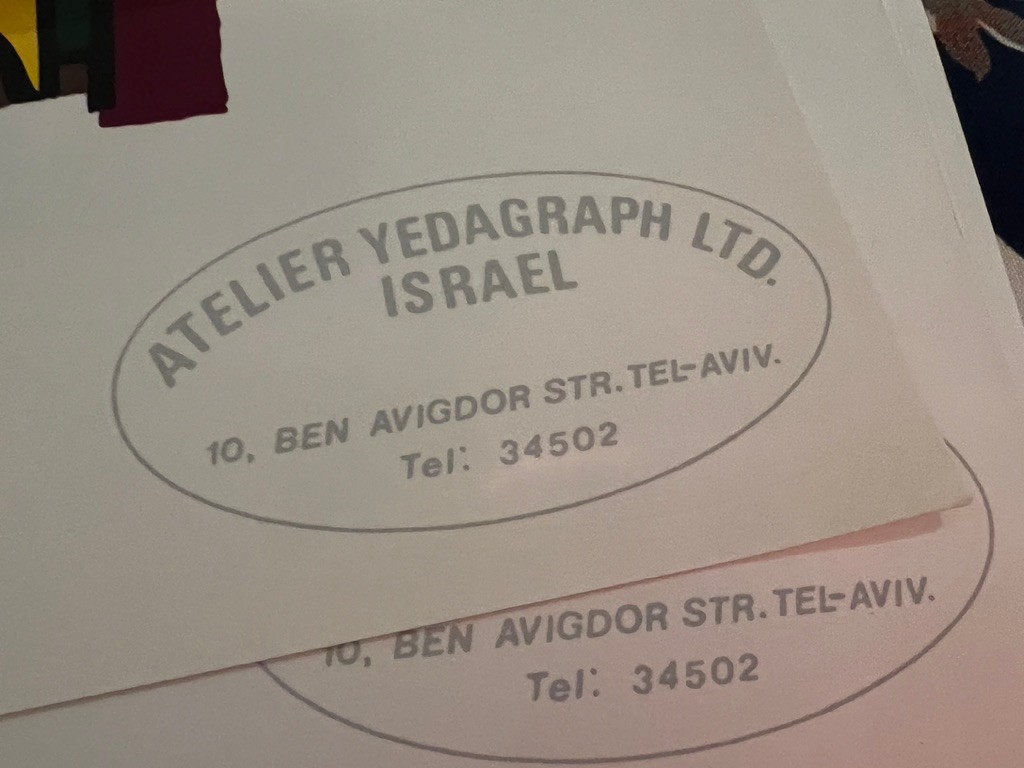 ATELIER YEDAGRAPH LTD.
ISRAEL
10, BEN AVIGDOR STR. TEL-AVIV.
Tel: 34502
10, BEN AVIGDOR STR. TEL-AVIV.
Tel: 34502